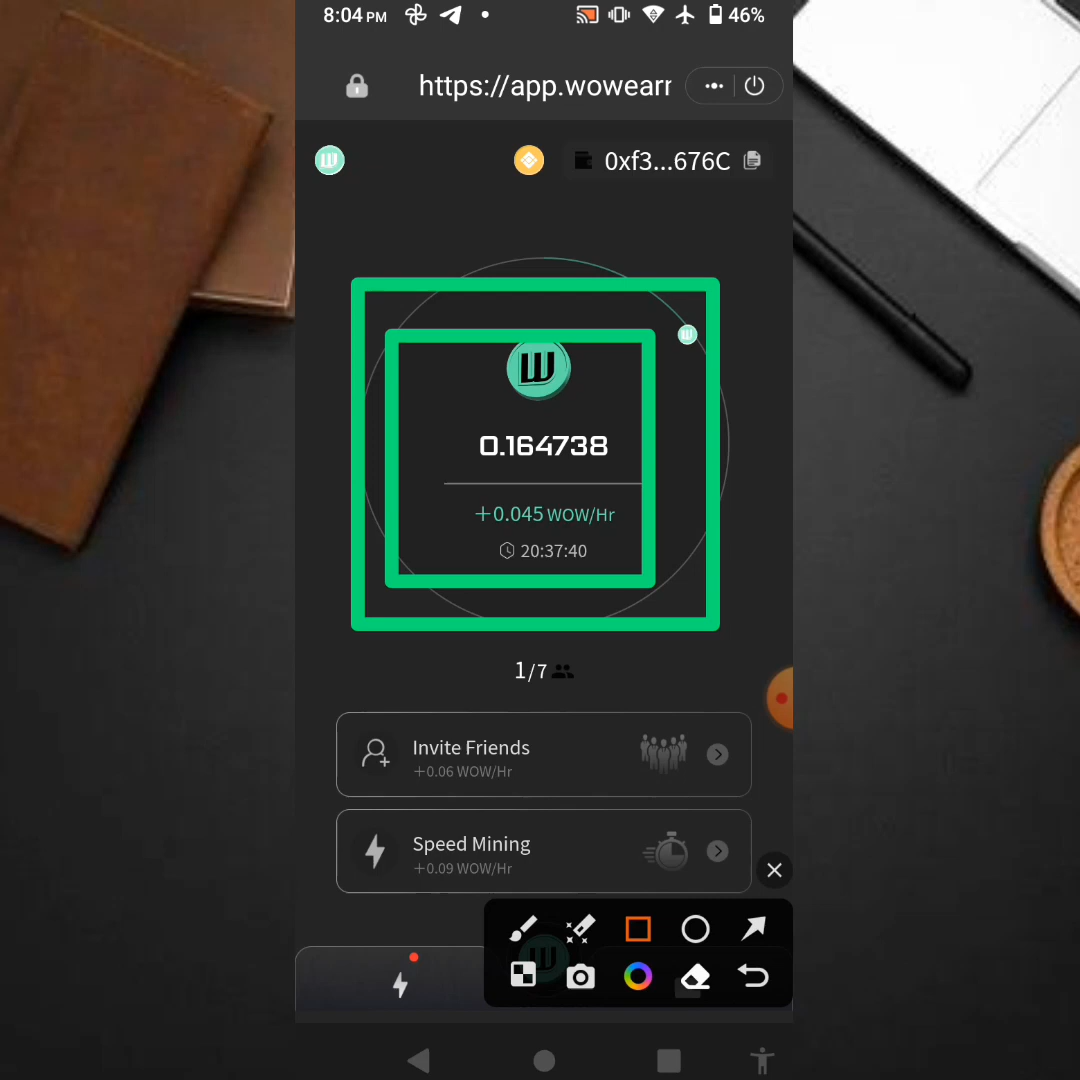 8:04 PM 46%
https://app.wowearr
0xf3...676C
0.164738
+0.045 WOW/Hr
20:37:40
1/7
Invite Friends
+0.06 WOW/Hr
Speed Mining
+0.09 WOW/Hr